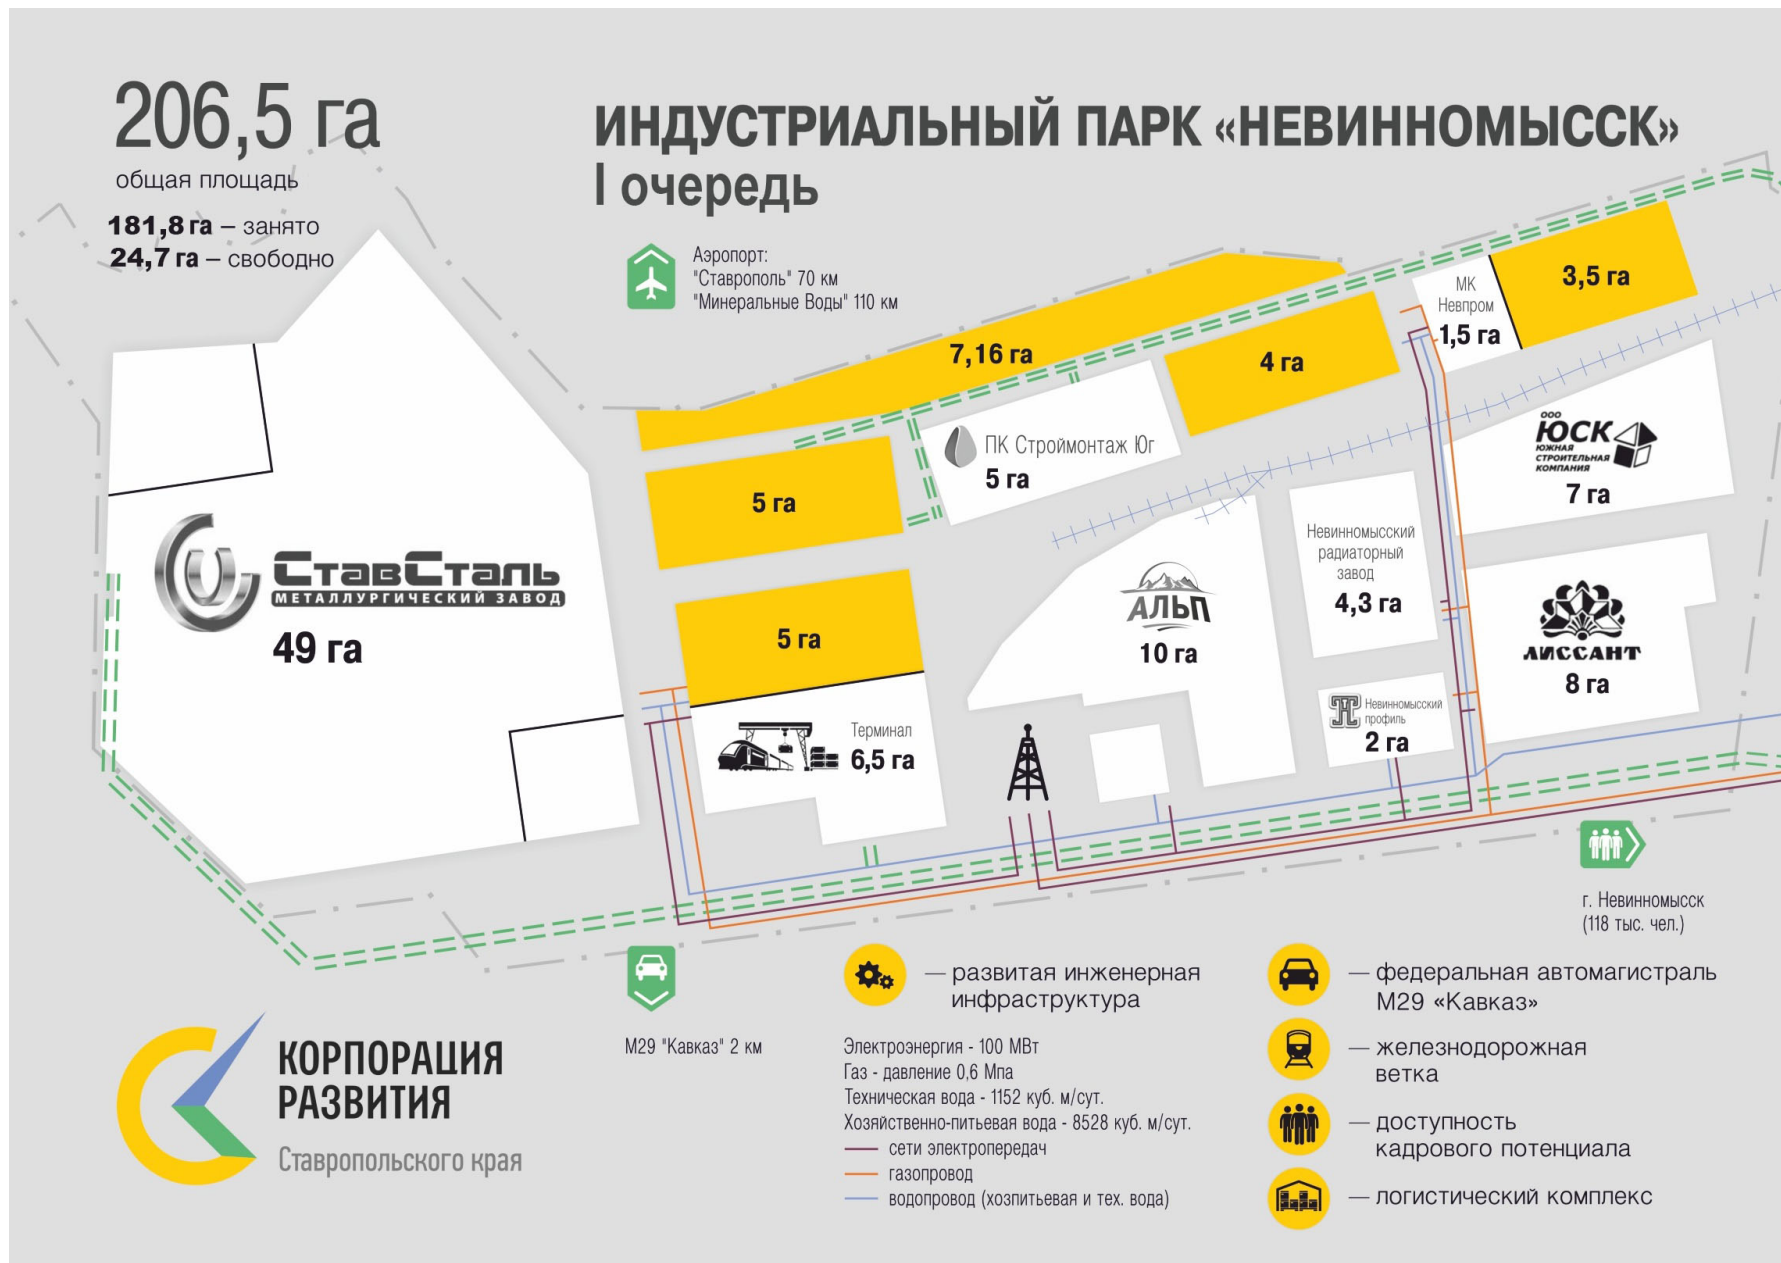 206,5 га
общая площадь
181,8 га – занято
24,7 га – свободно
ИНДУСТРИАЛЬНЫЙ ПАРК «НЕВИННОМЫССК»
I очередь
Аэропорт:
"Ставрополь" 70 км
"Минеральные Воды" 110 км
7,16 га
4 га
МК
Невпром
1,5 га
3,5 га
5 га
ПК Строймонтаж Юг
5 га
ООО
ЮСК
ЮЖНАЯ
СТРОИТЕЛЬНАЯ
КОМПАНИЯ
7 га
СтавСталь
МЕТАЛЛУРГИЧЕСКИЙ ЗАВОД
49 га
5 га
АЛЬП
10 га
Невинномысский
радиаторный
завод
4,3 га
ЛИССАНТ
8 га
Терминал
6,5 га
Невинномысский
профиль
2 га
г. Невинномысск
(118 тыс. чел.)
М29 "Кавказ" 2 км
— развитая инженерная
инфраструктура
Электроэнергия - 100 МВт
Газ - давление 0,6 Мпа
Техническая вода - 1152 куб. м/сут.
Хозяйственно-питьевая вода - 8528 куб. м/сут.
сети электропередач
газопровод
водопровод (хозпитьевая и тех. вода)
— федеральная автомагистраль
М29 «Кавказ»
— железнодорожная
ветка
— доступность
кадрового потенциала
— логистический комплекс
КОРПОРАЦИЯ
РАЗВИТИЯ
Ставропольского края